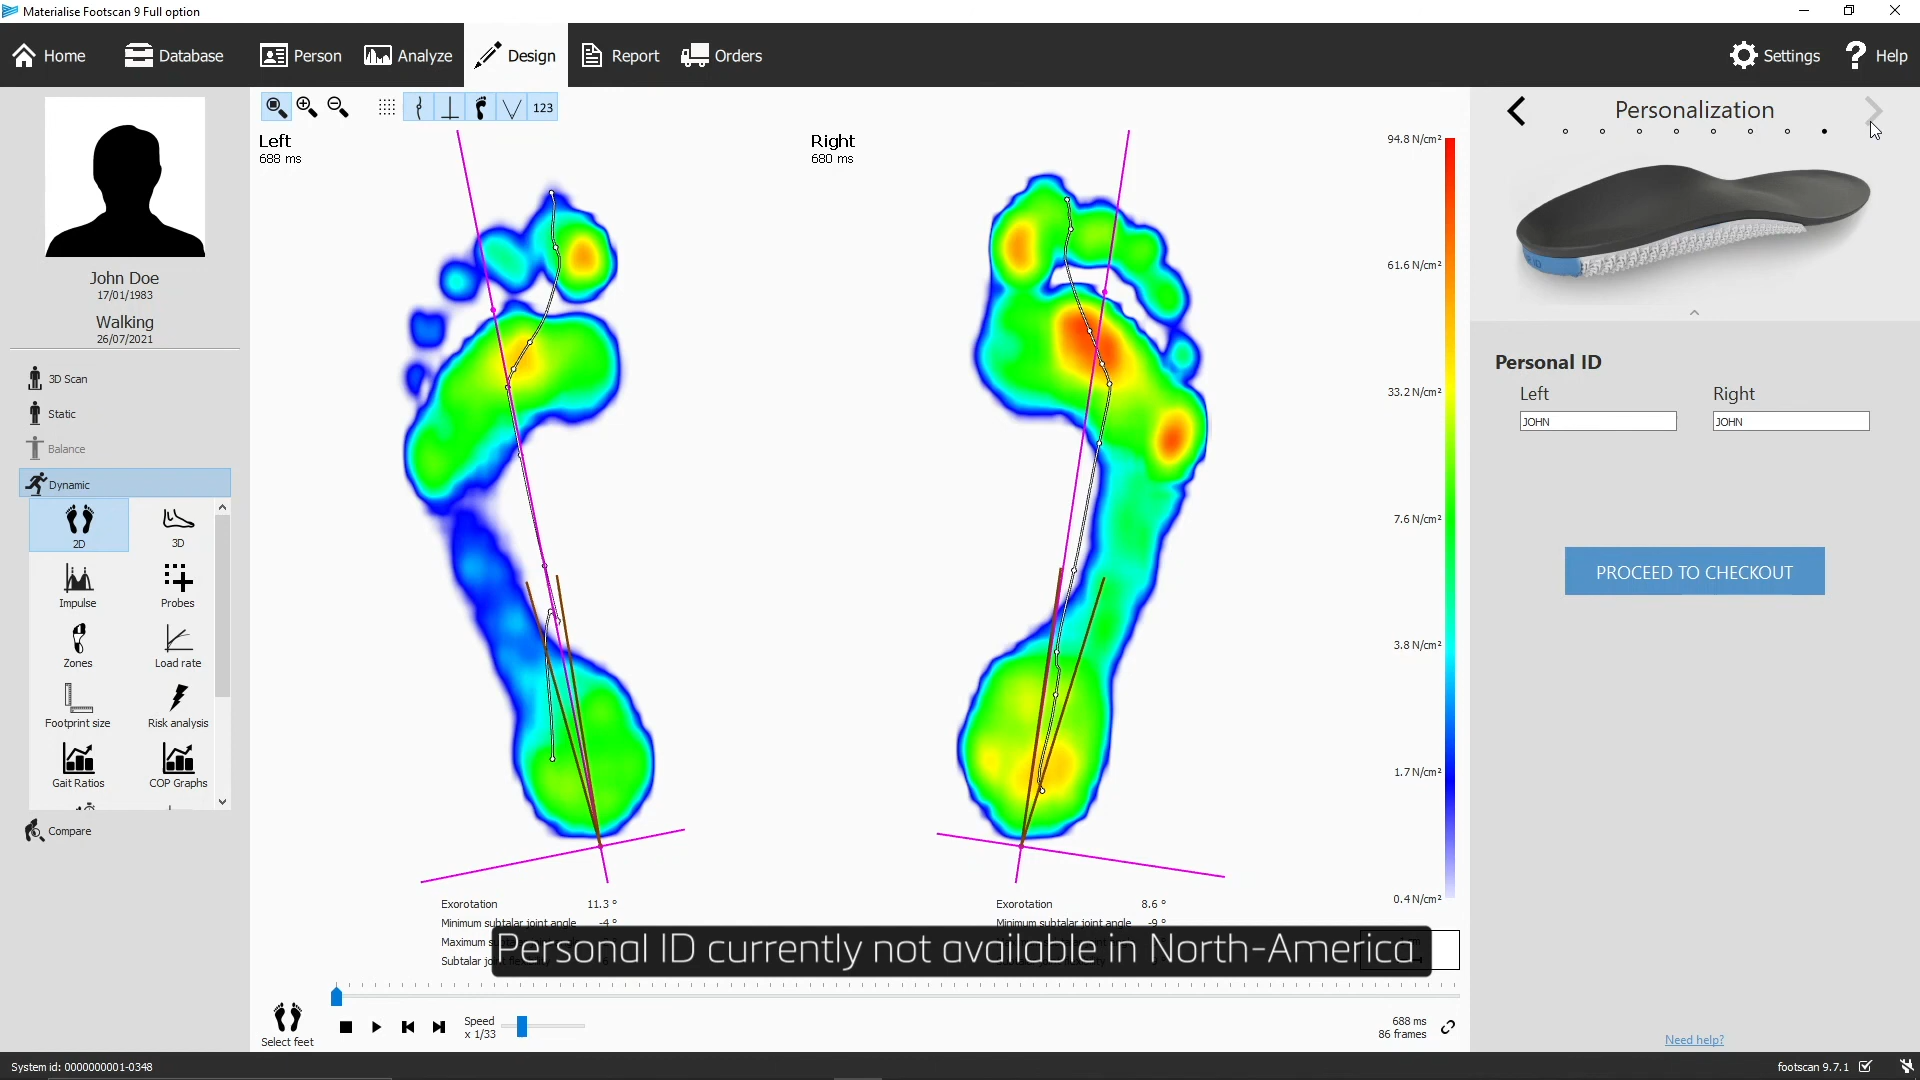 Materialise Footscan 9 Full option
Home
Database
Person
Analyze
Design
Report
Orders
Settings
Help
John Doe
17/01/1983
Walking
26/07/2021
3D Scan
Static
Balance
Dynamic
2D
3D
Impulse
Probes
Zones
Load rate
Footprint size
Risk analysis
Gait Ratios
COP Graphs
Compare
123
Left
688 ms
Right
680 ms
94.8 N/cm²
61.6 N/cm²
33.2 N/cm²
7.6 N/cm²
3.8 N/cm²
1.7 N/cm²
0.4 N/cm²
Exorotation 11.3 °
Minimum subtalar joint angle -4 °
Maximum
Subtalar
Exorotation 8.6 °
Minimum subtalar joint angle -9 °
Personal ID currently not available in North-America
Select feet
Speed
x 1/33
688 ms
86 frames
Personalization
Personal ID
Left
Right
JOHN
JOHN
PROCEED TO CHECKOUT
Need help?
System id: 0000000001-0348
footscan 9.7.1